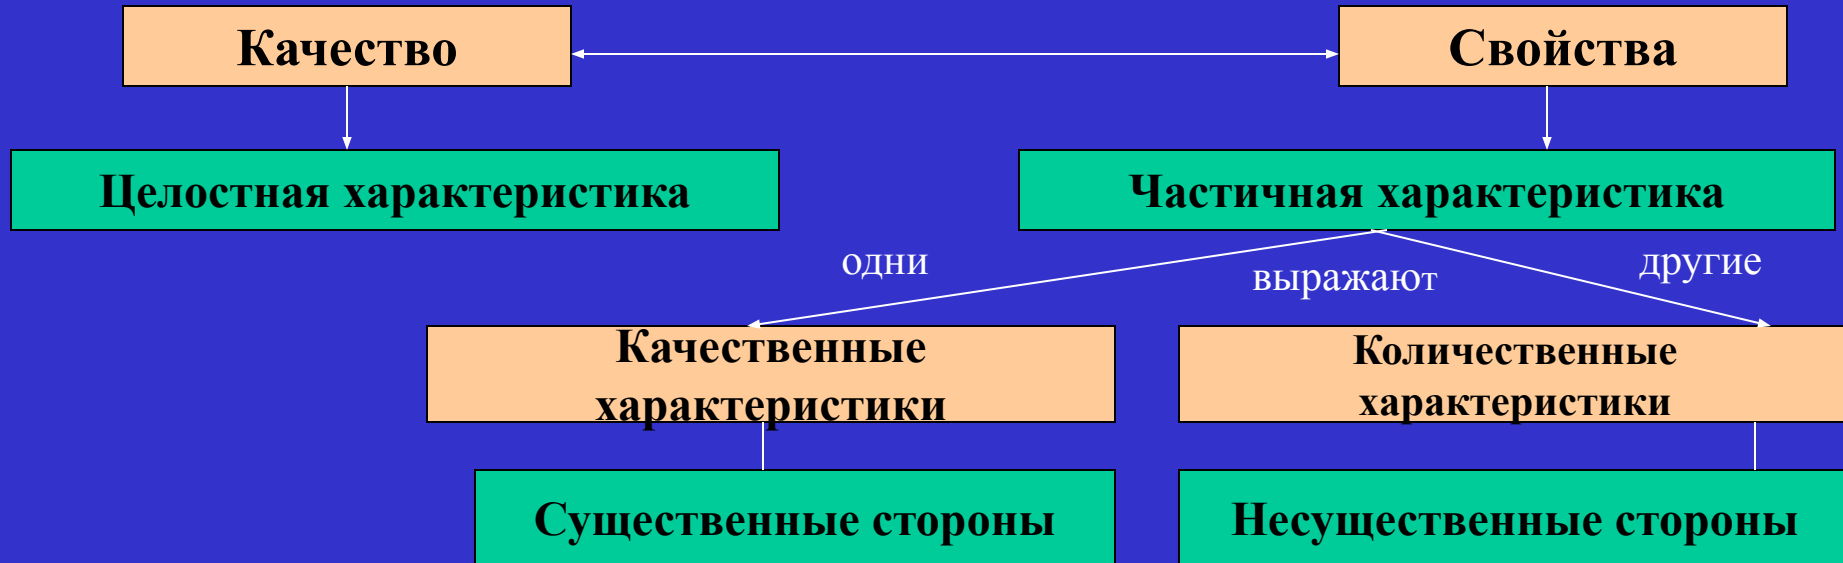 Качество
Свойства
Целостная характеристика
Частичная характеристика
одни
выражают
другие
Качественные
характеристики
Количественные
характеристики
Существенные стороны
Несущественные стороны